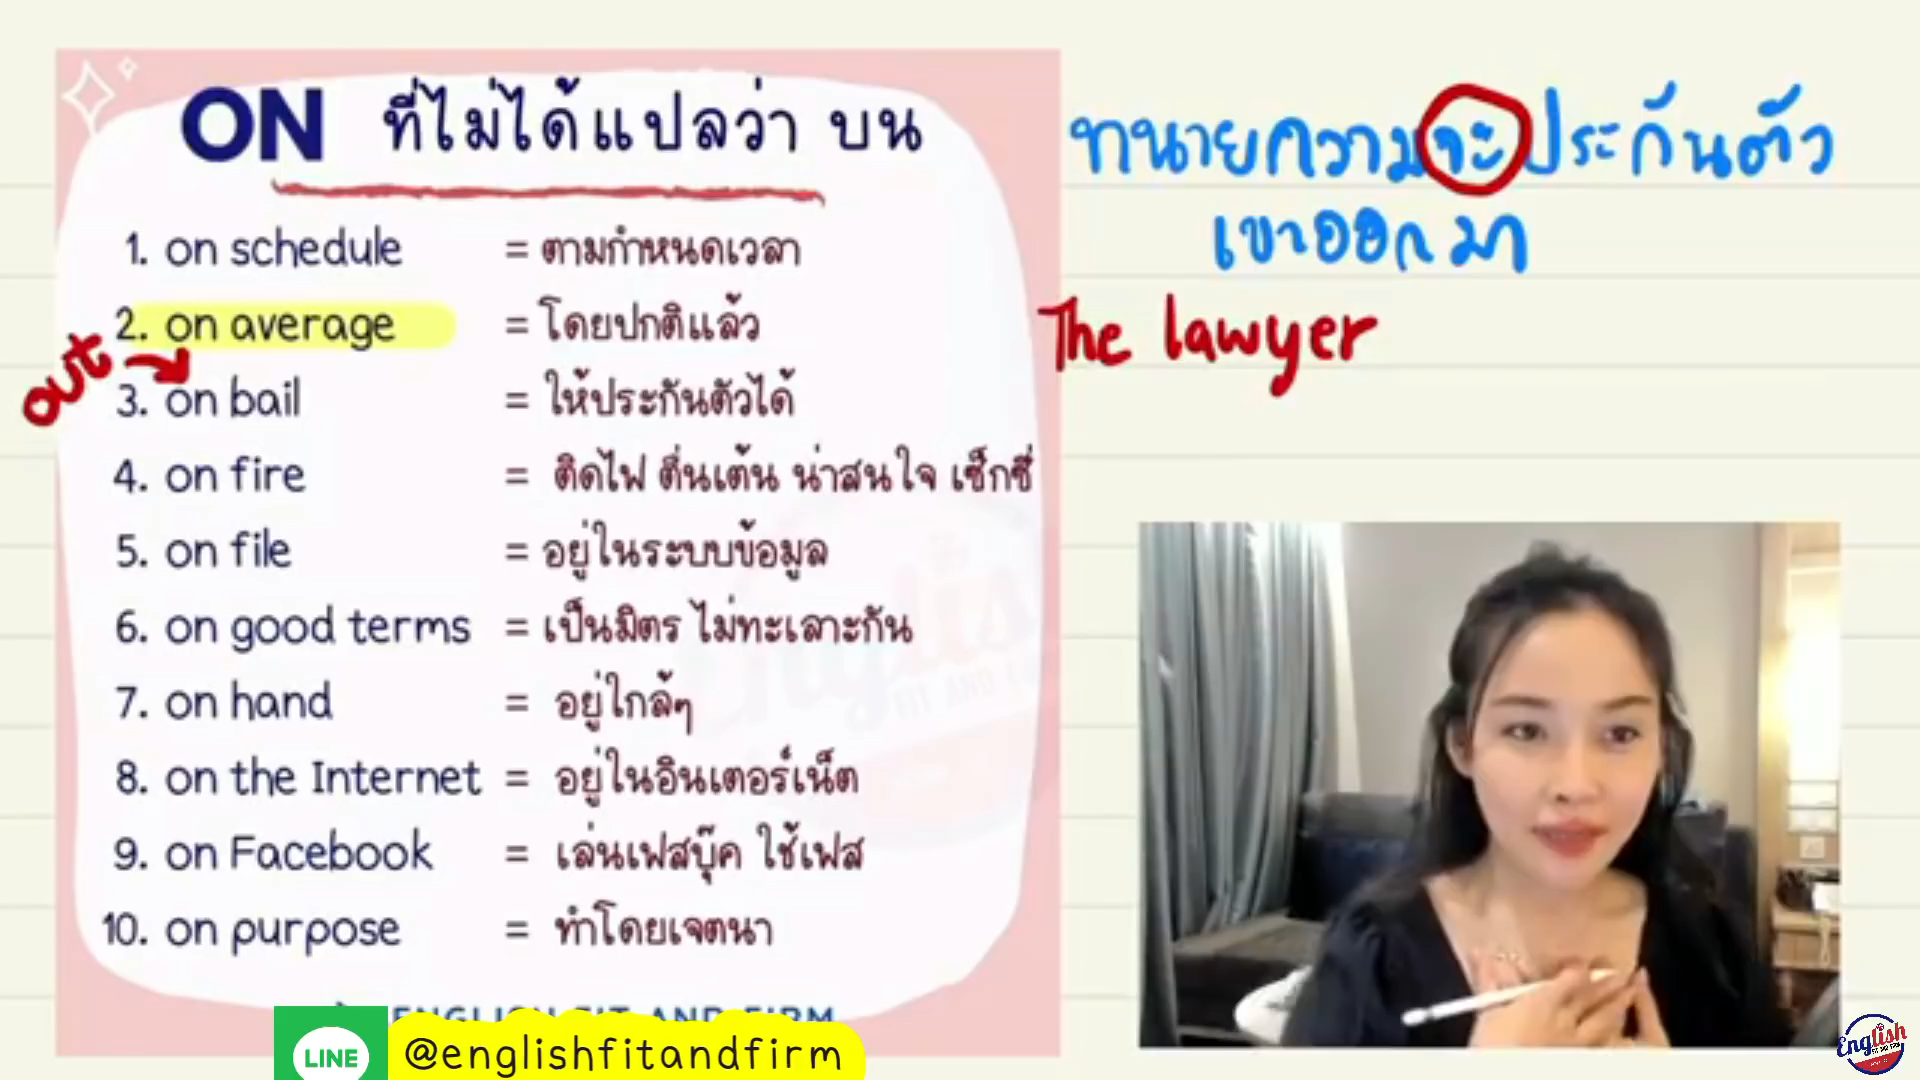 ON ที่ไม่ได้แปลว่า บน
1. on schedule = ตามกำหนดเวลา
2. on average = โดยปกติแล้ว
out
3. on bail = ให้ประกันตัวได้
4. on fire = ติดไฟ ตื่นเต้น น่าสนใจ เซ็กซี่
5. on file = อยู่ในระบบข้อมูล
6. on good terms = เป็นมิตร ไม่ทะเลาะกัน
7. on hand = อยู่ใกล้ๆ
8. on the Internet = อยู่ในอินเตอร์เน็ต
9. on Facebook = เล่นเฟสบุ๊ค ใช้เฟส
10. on purpose = ทำโดยเจตนา
ENGLISH FIT AND FIRM
LINE @englishfitandfirm
ทนายความจะประกันตัว
เขาออกมา
The lawyer
English
FIT AND FIRM